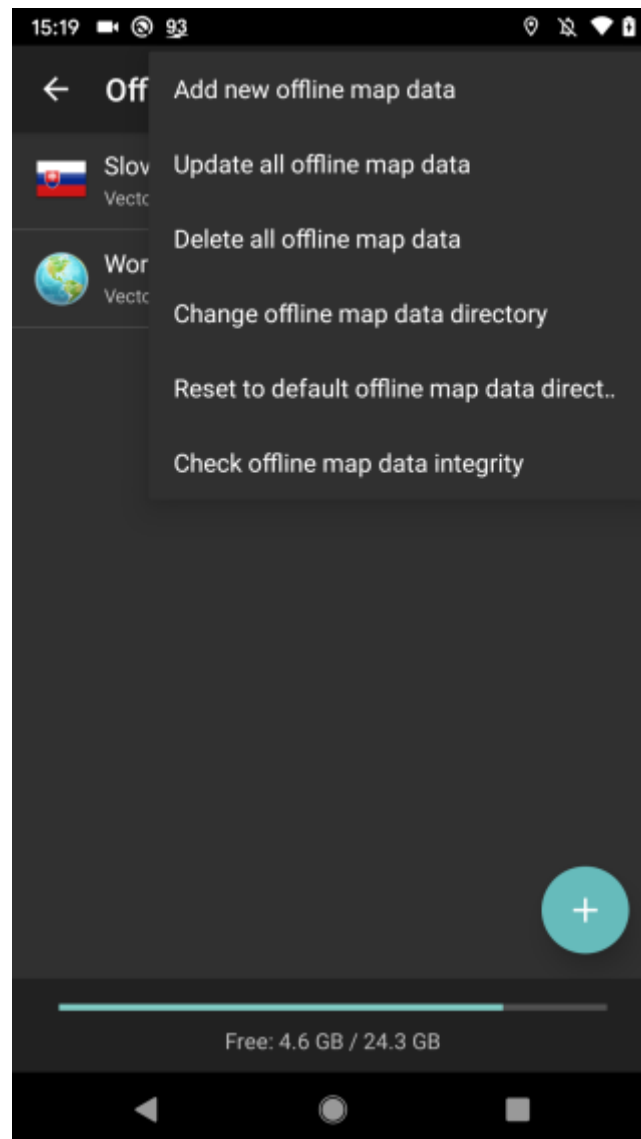 15:19 93
Off
Add new offline map data
Slov
Update all offline map data
Vecto
Delete all offline map data
Wor
Vecto
Change offline map data directory
Reset to default offline map data direct..
Check offline map data integrity
+
Free: 4.6 GB / 24.3 GB